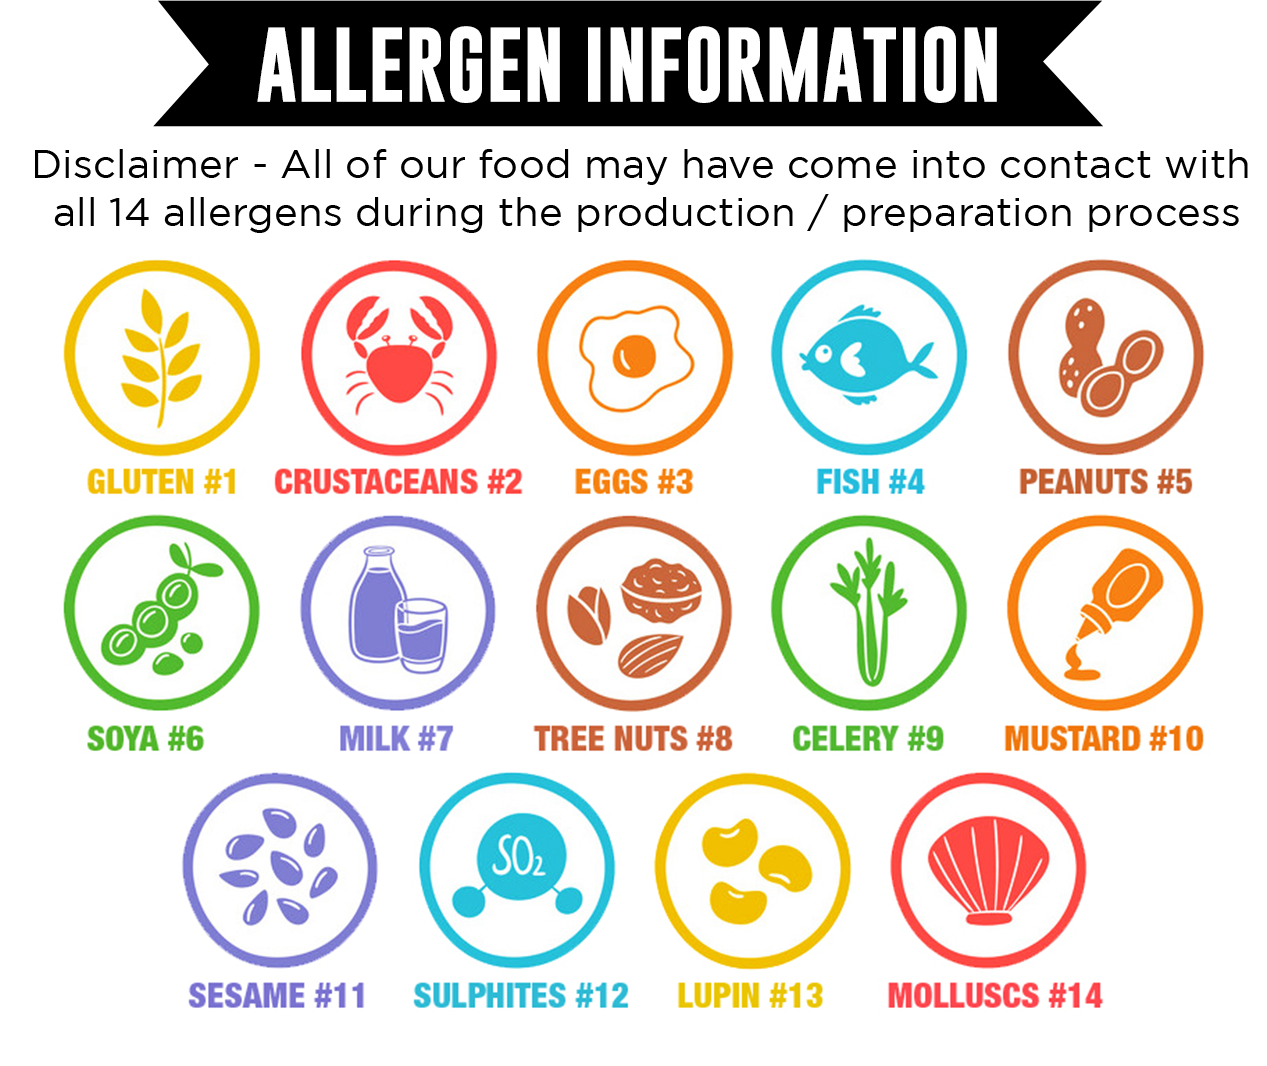 ALLERGEN INFORMATION
Disclaimer - All of our food may have come into contact with
all 14 allergens during the production / preparation process
GLUTEN #1 CRUSTACEANS #2 EGGS #3 FISH #4 PEANUTS #5
SOYA #6 MILK #7 TREE NUTS #8 CELERY #9 MUSTARD #10
SO₂
SESAME #11 SULPHITES #12 LUPIN #13 MOLLUSCS #14